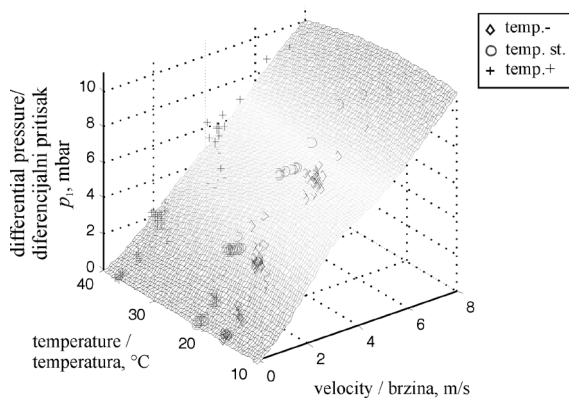 temp.-
temp. st.
temp.+
differential pressure/
diferencijalni pritisak
p₁, mbar
10
8
6
4
2
0
40
30
20
10
temperature /
temperatura, °C
0
2
4
6
8
velocity / brzina, m/s